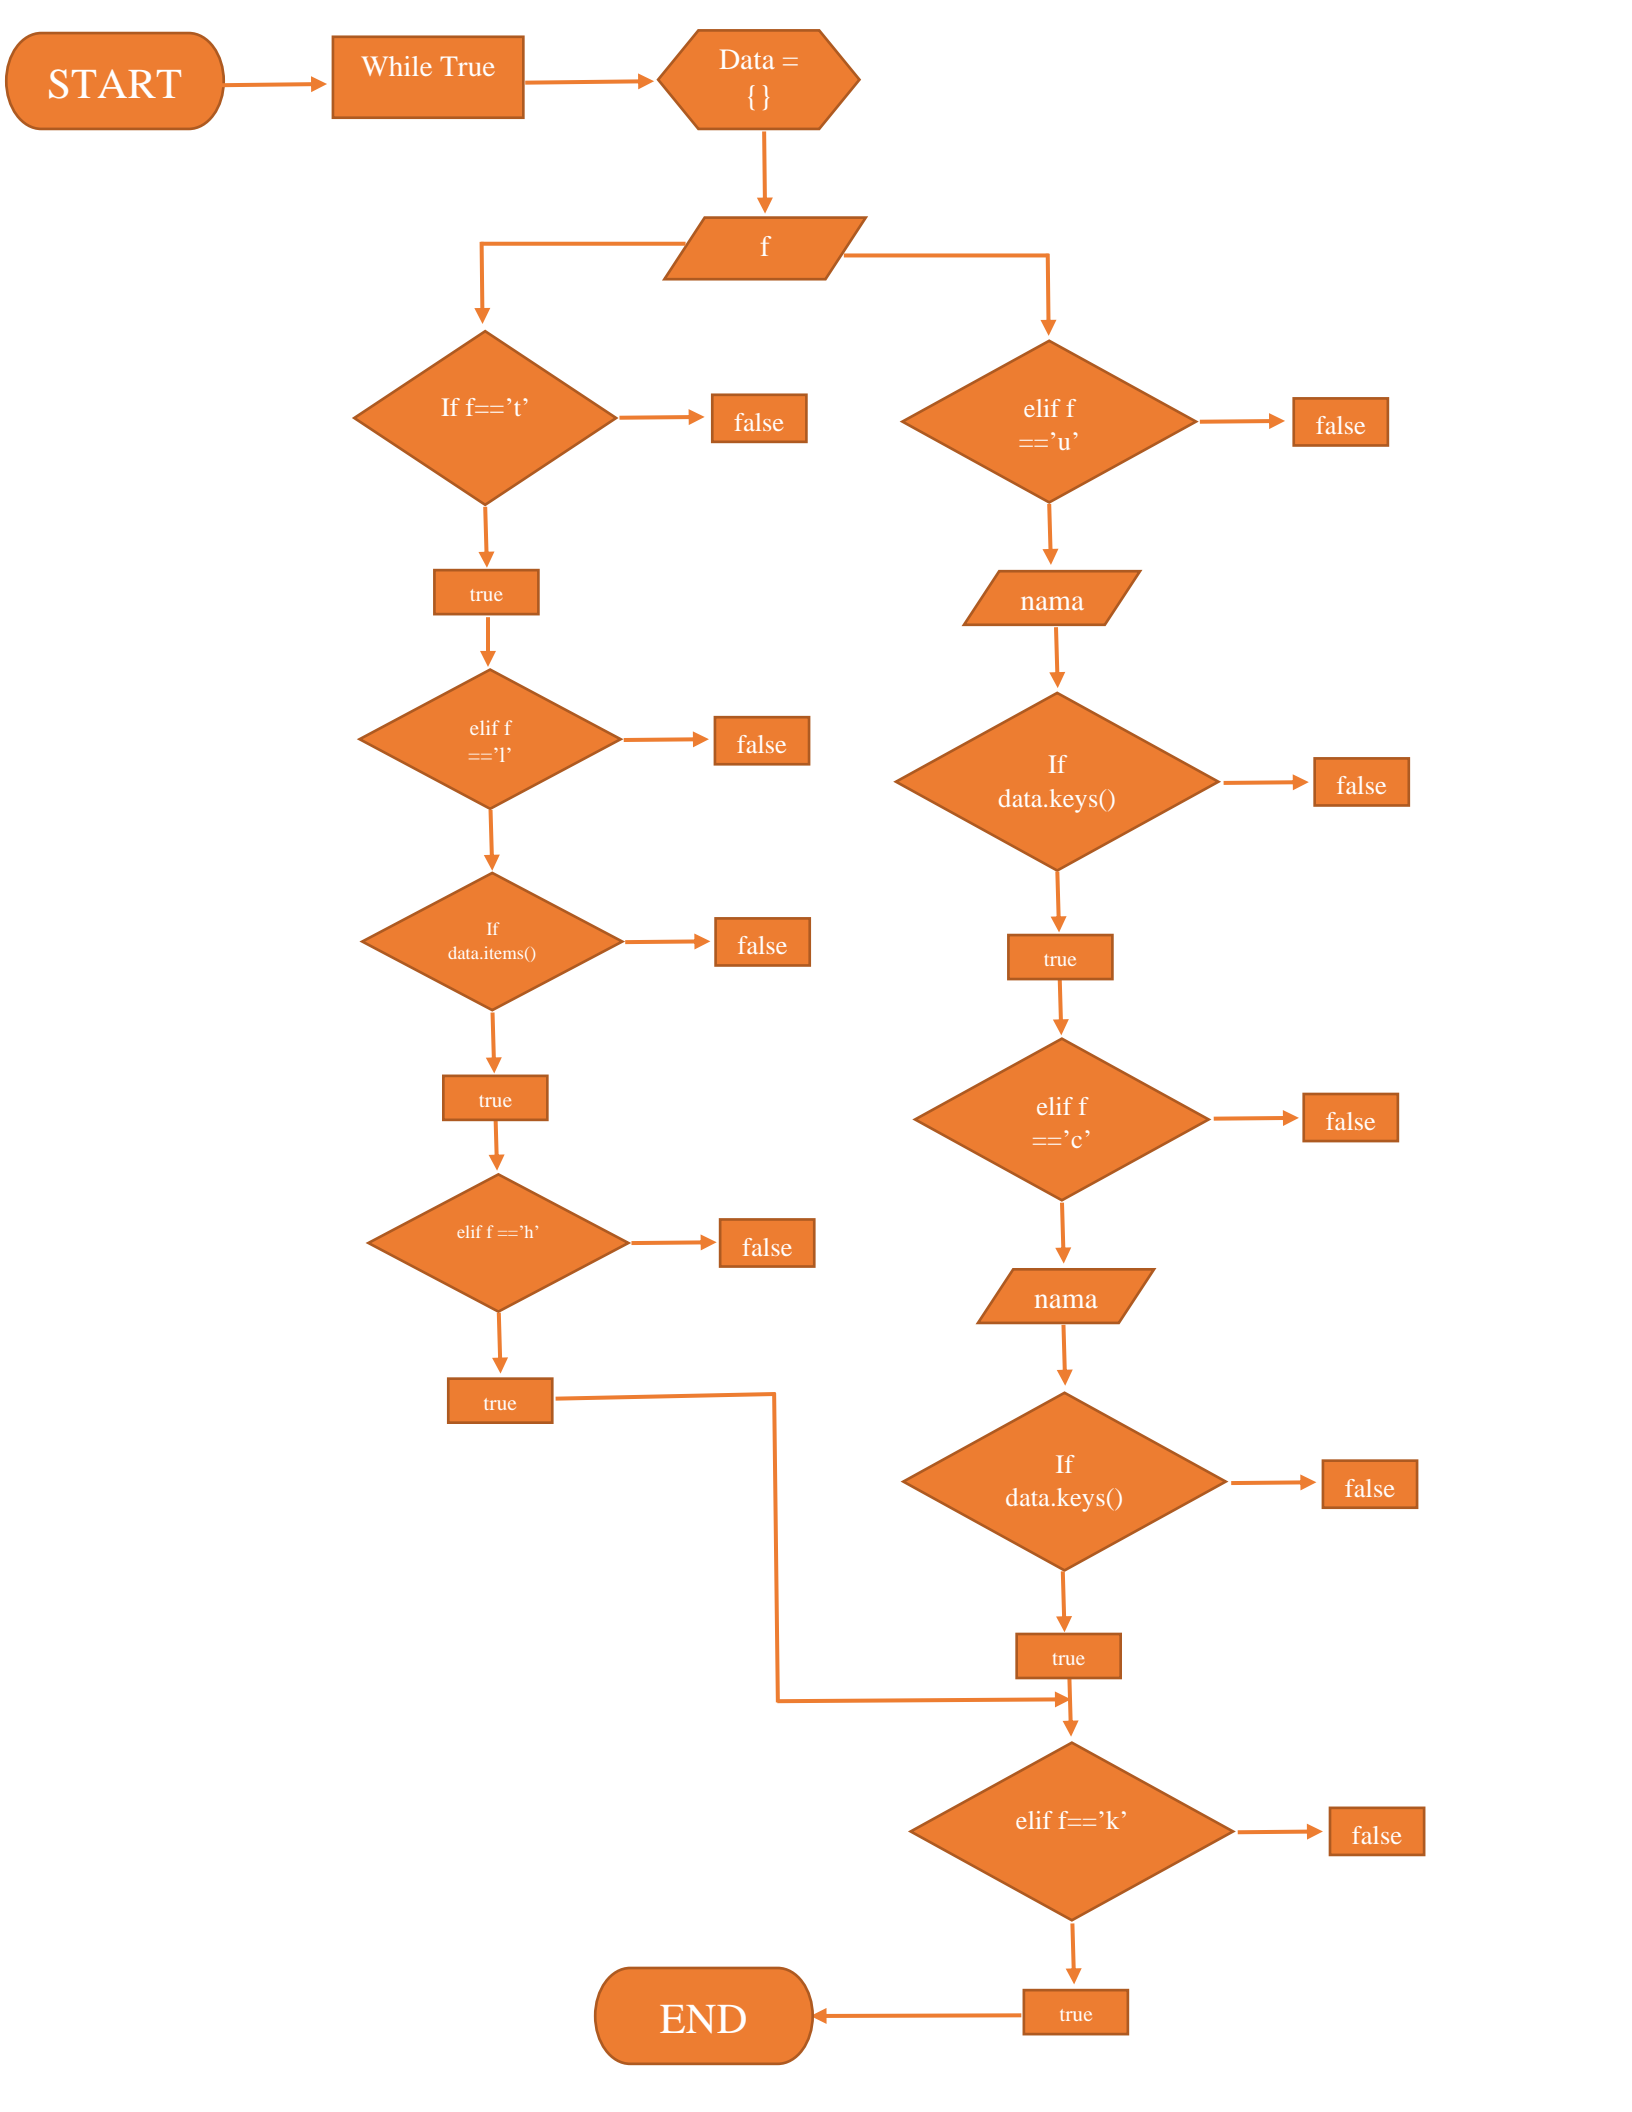 START
While True
Data =
{}
f
If f==’t’
false
true
elif f
==’l’
false
If
data.items()
false
true
elif f ==’h’
false
true
elif f
==’u’
false
nama
If
data.keys()
false
true
elif f
==’c’
false
nama
If
data.keys()
false
true
elif f==’k’
false
true
END